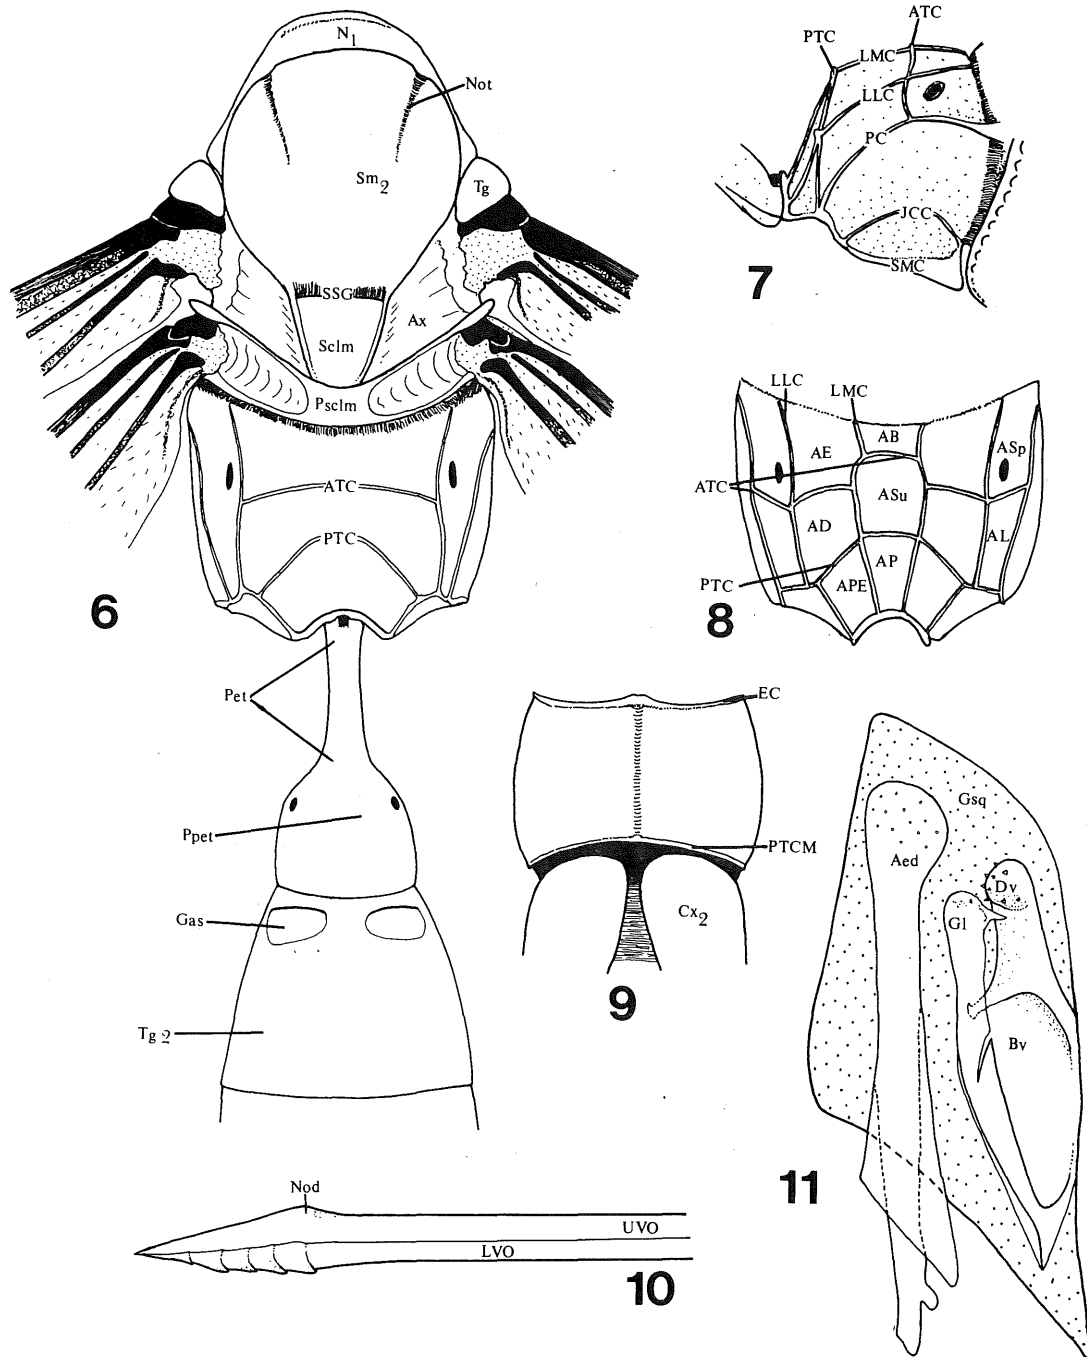 N1
Not
Sm2
Tg
SSG
Ax
Sclm
Psclm
ATC
PTC
6
Pet
Ppet
Gas
Tg 2
ATC
PTC
LMC
LLC
PC
JCC
SMC
7
LLC
LMC
AB
AE
ASp
ATC
ASu
AD
AL
AP
PTC
APE
8
EC
PTCM
Cx2
9
Nod
UVO
LVO
10
Gsq
Aed
Dv
Gl
Bv
11